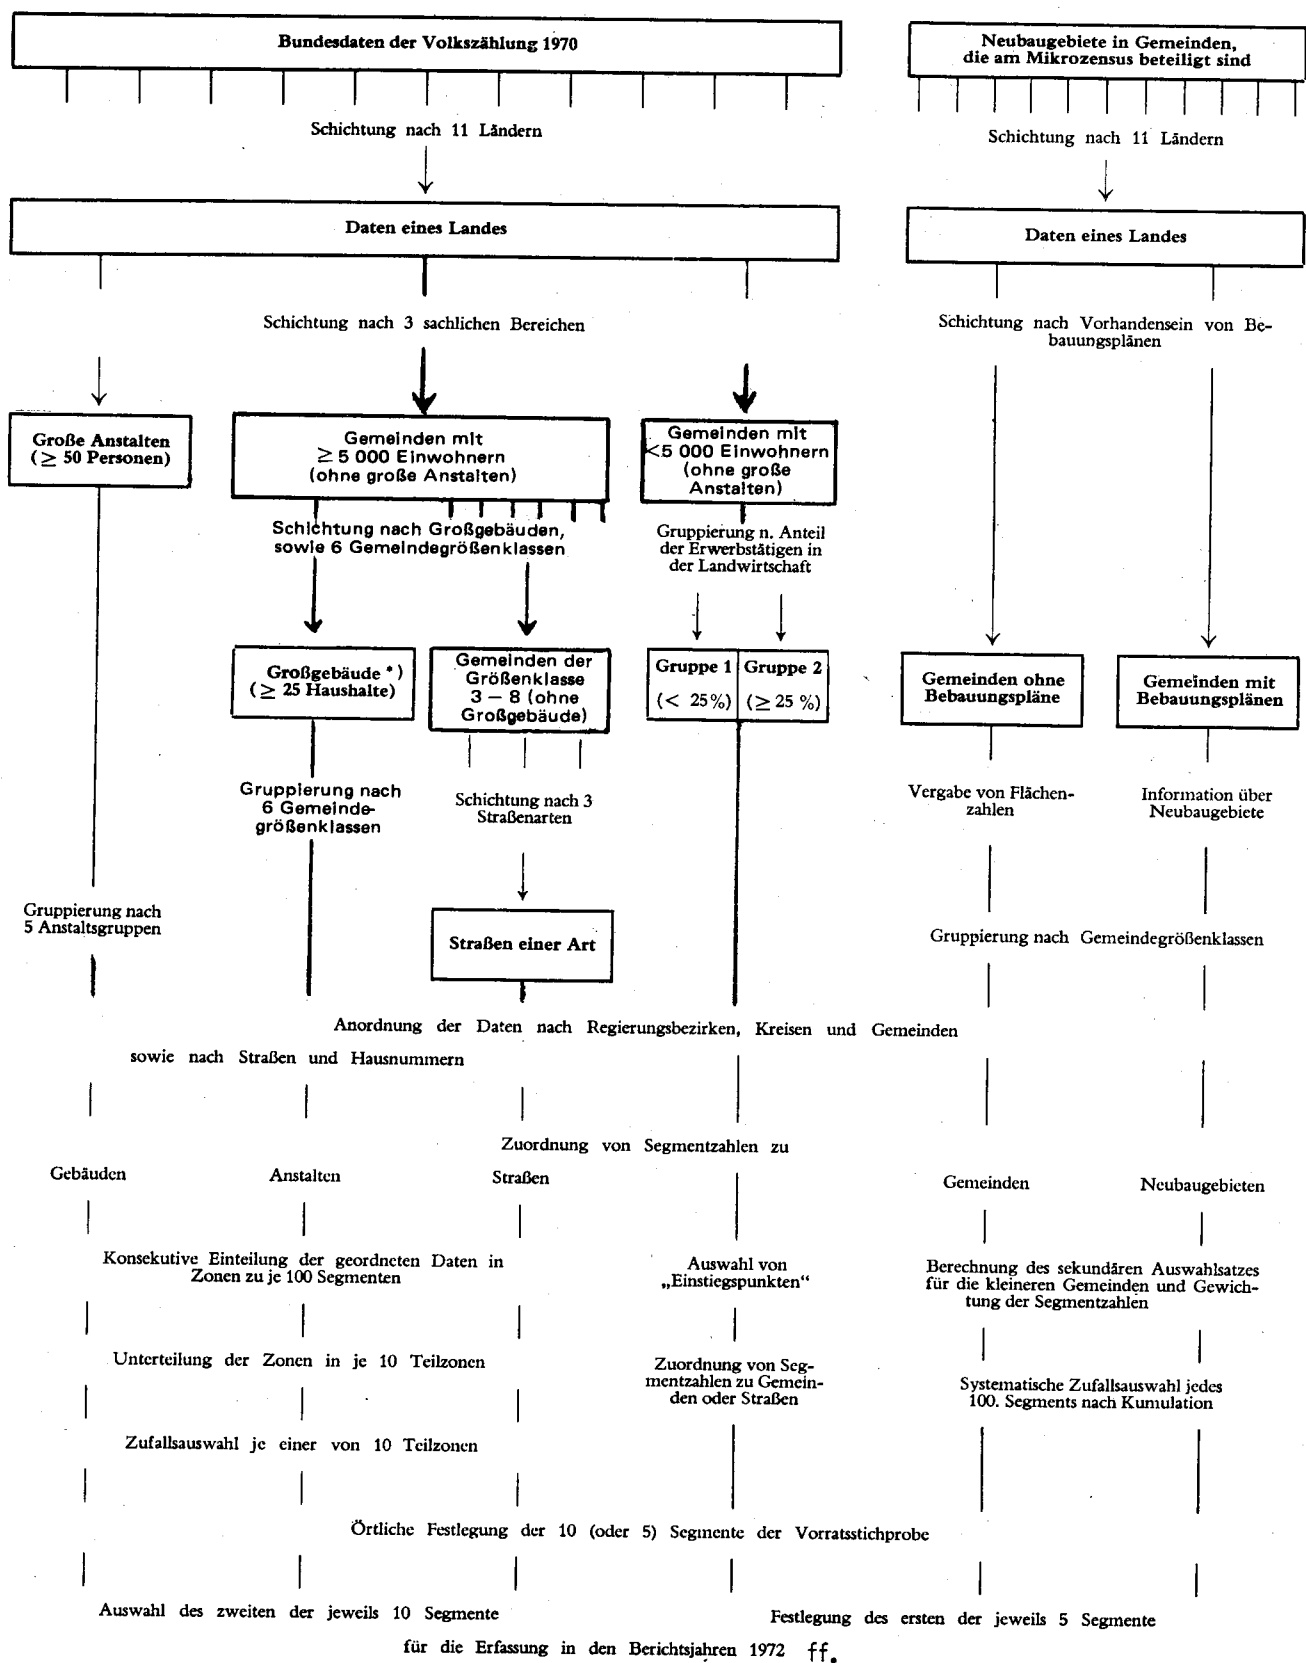 Bundesdaten der Volkszählung 1970
Neubaugebiete in Gemeinden,
die am Mikrozensus beteiligt sind
Schichtung nach 11 Ländern
Schichtung nach 11 Ländern
Daten eines Landes
Daten eines Landes
Schichtung nach 3 sachlichen Bereichen
Schichtung nach Vorhandensein von Be-
bauungsplänen
Große Anstalten
(≥ 50 Personen)
Gemeinden mit
≥ 5 000 Einwohnern
(ohne große Anstalten)
Gemeinden mit
<5 000 Einwohnern
(ohne große
Anstalten)
Schichtung nach Großgebäuden,
sowie 6 Gemeindegrößenklassen
Gruppierung n. Anteil
der Erwerbstätigen in
der Landwirtschaft
Großgebäude *)
(≥ 25 Haushalte)
Gemeinden der
Größenklasse
3 – 8 (ohne
Großgebäude)
Gruppe 1
(< 25%)
Gruppe 2
(≥ 25 %)
Gemeinden ohne
Bebauungspläne
Gemeinden mit
Bebauungsplänen
Gruppierung nach
6 Gemeinde-
größenklassen
Schichtung nach 3
Straßenarten
Vergabe von Flächen-
zahlen
Information über
Neubaugebiete
Gruppierung nach
5 Anstaltsgruppen
Straßen einer Art
Gruppierung nach Gemeindegrößenklassen
Anordnung der Daten nach Regierungsbezirken, Kreisen und Gemeinden
sowie nach Straßen und Hausnummern
Zuordnung von Segmentzahlen zu
Gebäuden
Anstalten
Straßen
Gemeinden
Neubaugebieten
Konsekutive Einteilung der geordneten Daten in
Zonen zu je 100 Segmenten
Auswahl von
„Einstiegspunkten“
Berechnung des sekundären Auswahlsatzes
für die kleineren Gemeinden und Gewich-
tung der Segmentzahlen
Unterteilung der Zonen in je 10 Teilzonen
Zuordnung von Seg-
mentzahlen zu Gemein-
den oder Straßen
Systematische Zufallsauswahl jedes
100. Segments nach Kumulation
Zufallsauswahl je einer von 10 Teilzonen
Örtliche Festlegung der 10 (oder 5) Segmente der Vorratsstichprobe
Auswahl des zweiten der jeweils 10 Segmente
Festlegung des ersten der jeweils 5 Segmente
für die Erfassung in den Berichtsjahren 1972 ff.